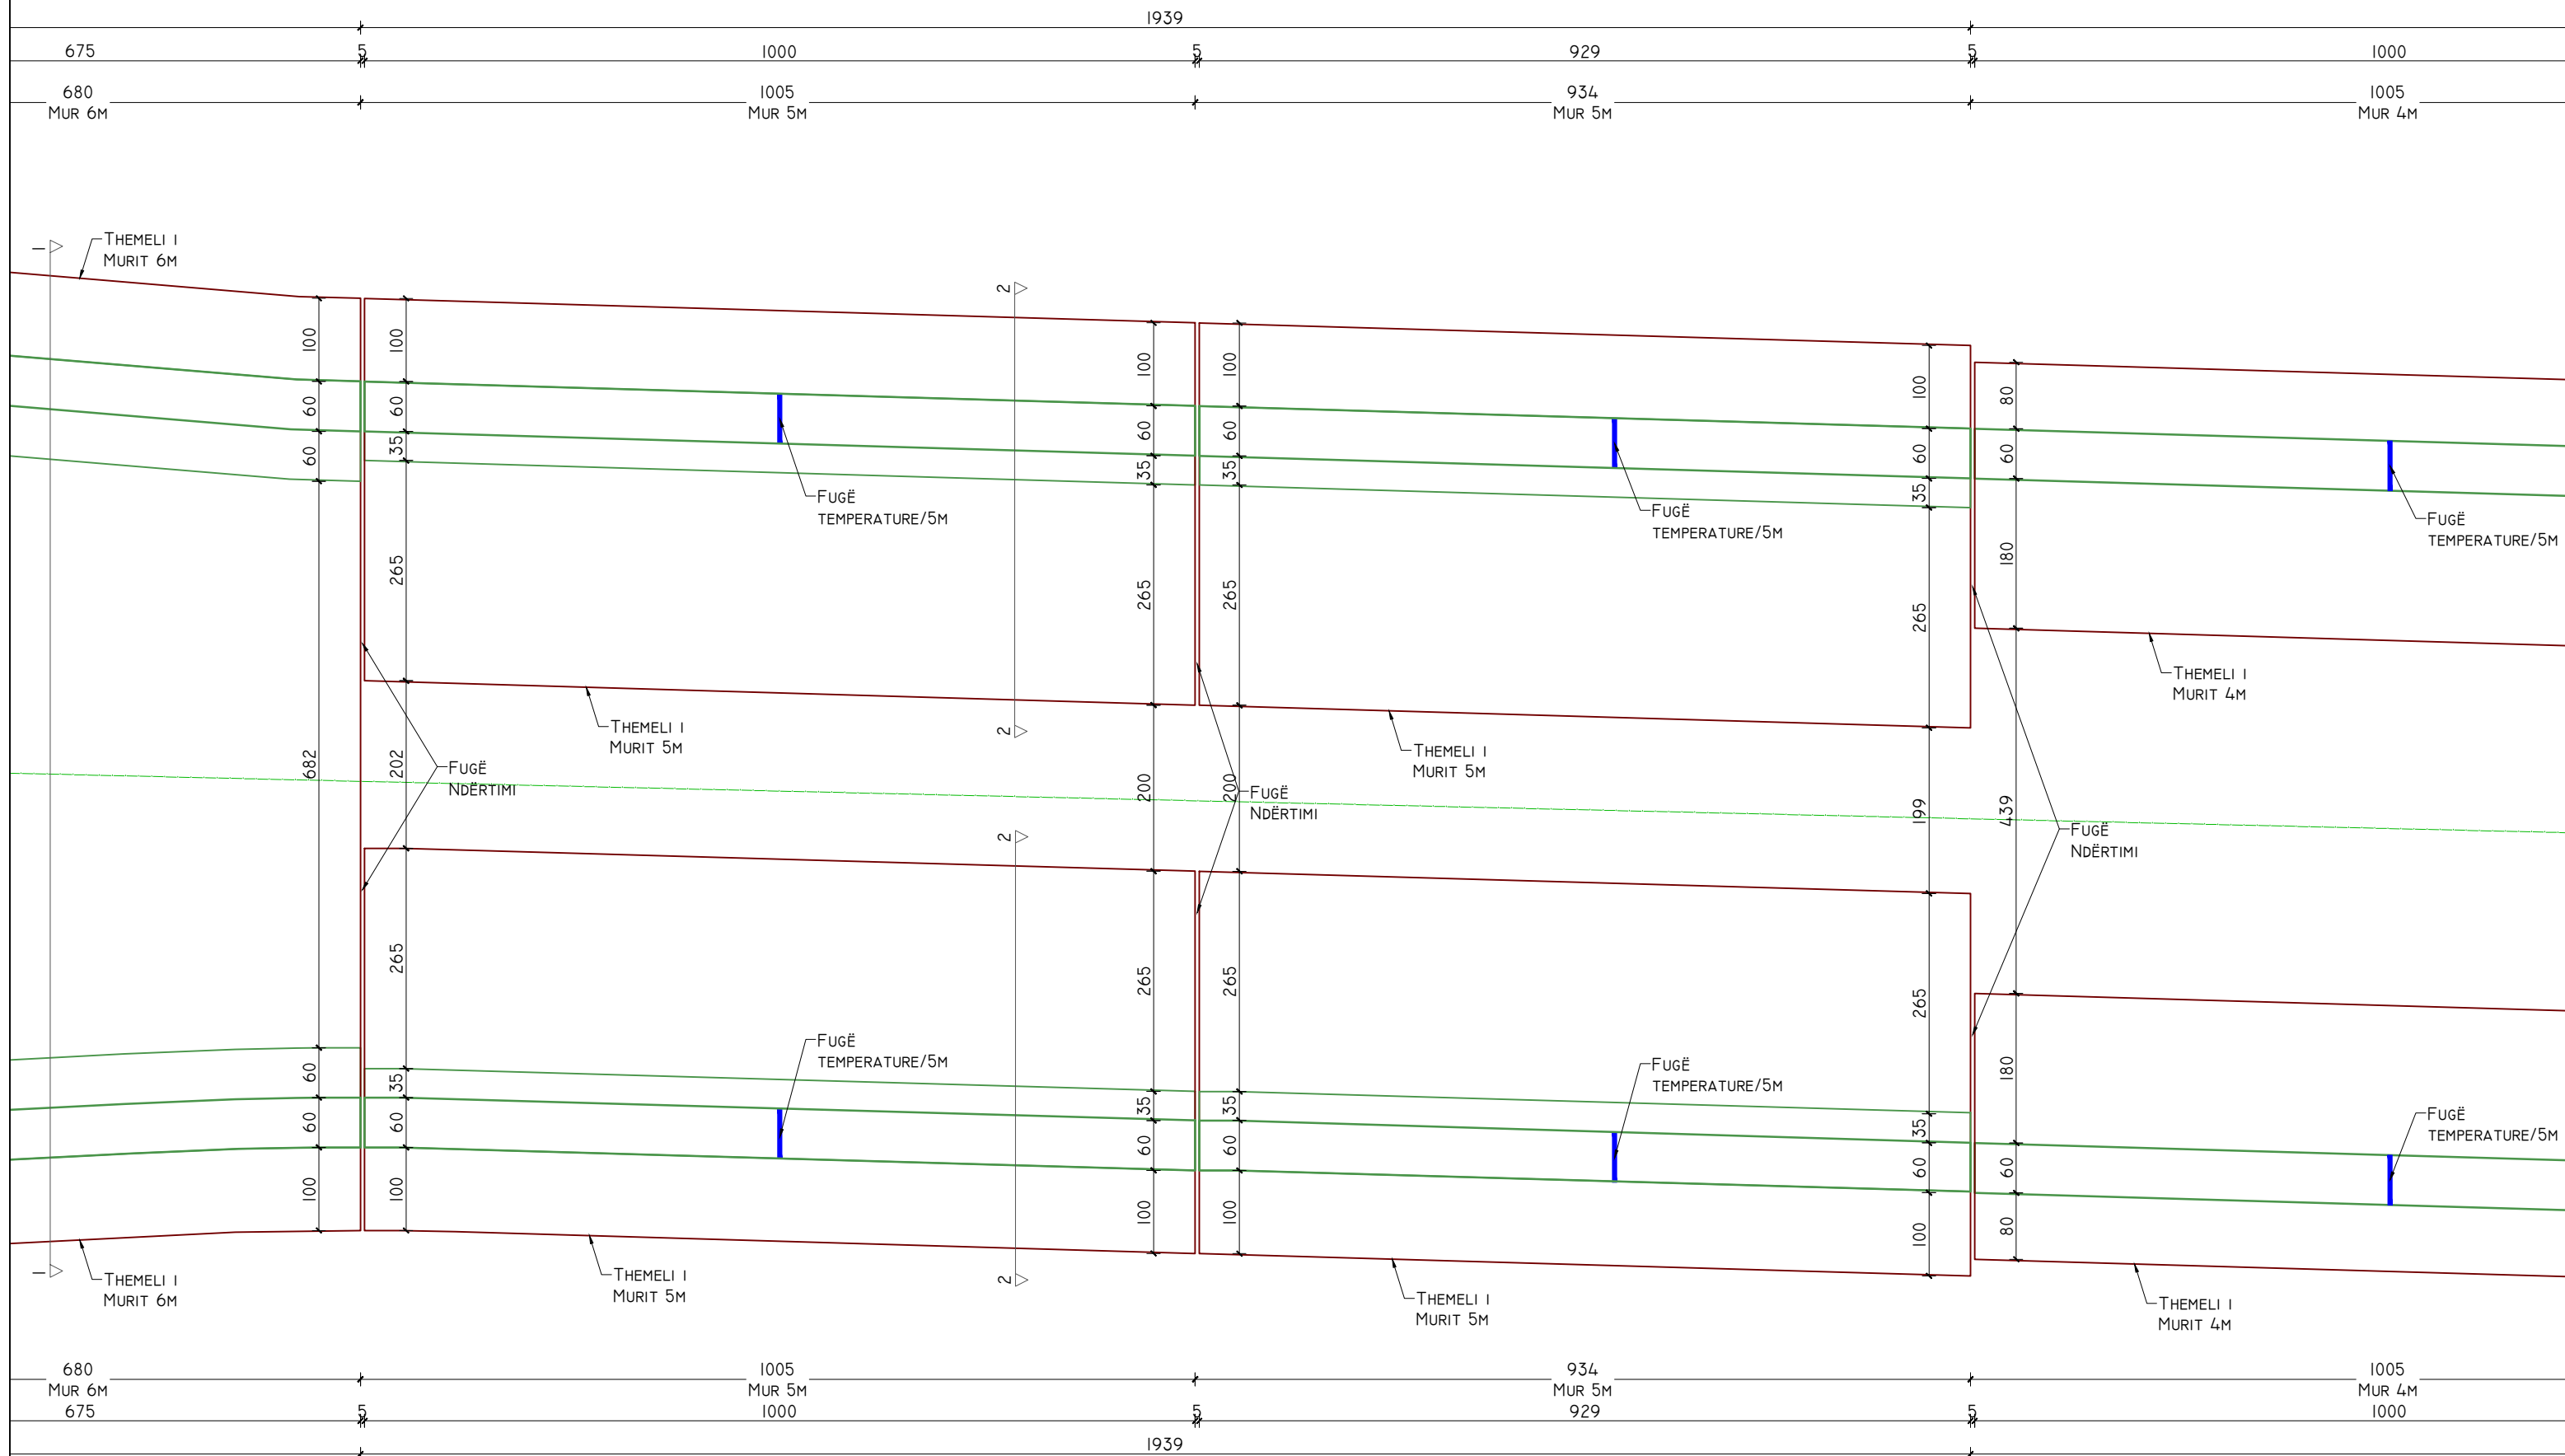 1939
675 5 1000 5 929 5 1000
680 1005 934 1005
MUR 6M MUR 5M MUR 5M MUR 4M
THEMELI I
MURIT 6M
1
2
100 100 100 100 100 80
60 60 60 60 60 60
60 35 35 35 35
FUGË
TEMPERATURE/5M
FUGË
TEMPERATURE/5M
FUGË
TEMPERATURE/5M
265 265 265 265 180
THEMELI I
MURIT 5M
2
THEMELI I
MURIT 5M
THEMELI I
MURIT 4M
682 202 200 200 199 439
FUGË
NDËRTIMI
FUGË
NDËRTIMI
FUGË
NDËRTIMI
2
265 265 265 265 180
FUGË
TEMPERATURE/5M
FUGË
TEMPERATURE/5M
FUGË
TEMPERATURE/5M
60 35 35 35 35
60 60 60 60 60 60
100 100 100 100 100 80
1
2
THEMELI I
MURIT 6M
THEMELI I
MURIT 5M
THEMELI I
MURIT 5M
THEMELI I
MURIT 4M
680 1005 934 1005
MUR 6M MUR 5M MUR 5M MUR 4M
675 5 1000 5 929 5 1000
1939